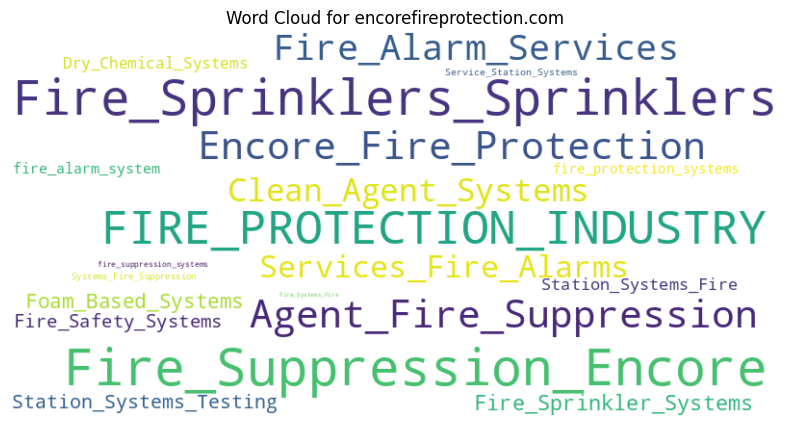 Word Cloud for encorefireprotection.com
Fire_Alarm_Services
Dry_Chemical_Systems
Service_Station_Systems
Fire_Sprinklers_Sprinklers
Encore_Fire_Protection
fire_alarm_system
fire_protection_systems
Clean_Agent_Systems
FIRE_PROTECTION_INDUSTRY
fire_suppression_systems
Services_Fire_Alarms
Systems_Fire_Suppression
Station_Systems_Fire
Foam_Based_Systems
Fire_Systems_Fire
Fire_Safety_Systems
Agent_Fire_Suppression
Fire_Suppression_Encore
Station_Systems_Testing
Fire_Sprinkler_Systems